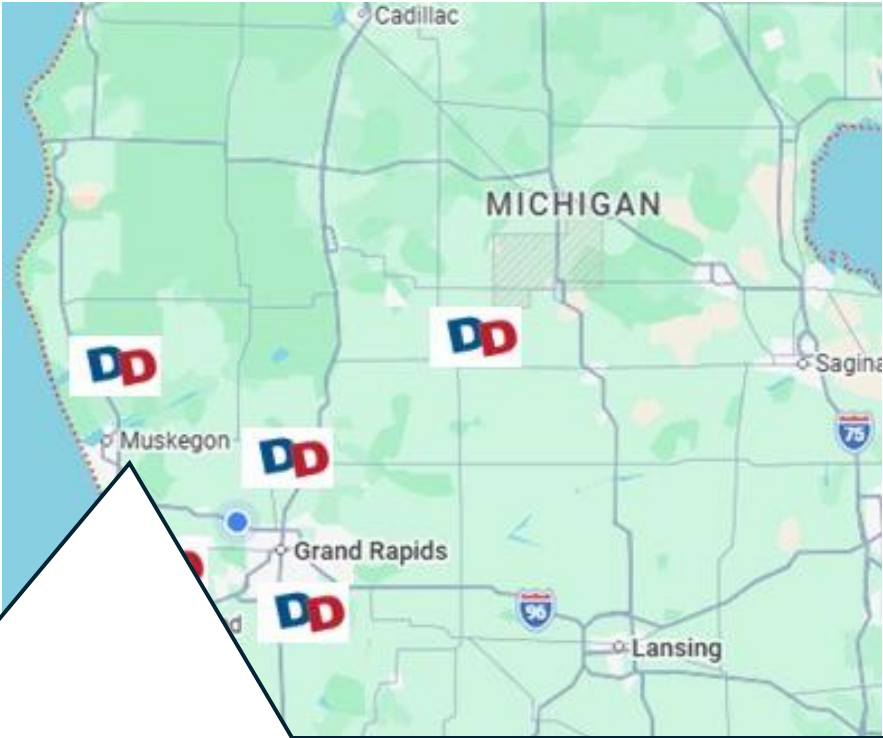 Cadillac
MICHIGAN
DD
DD
Sagina
Muskegon
75
DD
Grand Rapids
DD
96
d
Lansing